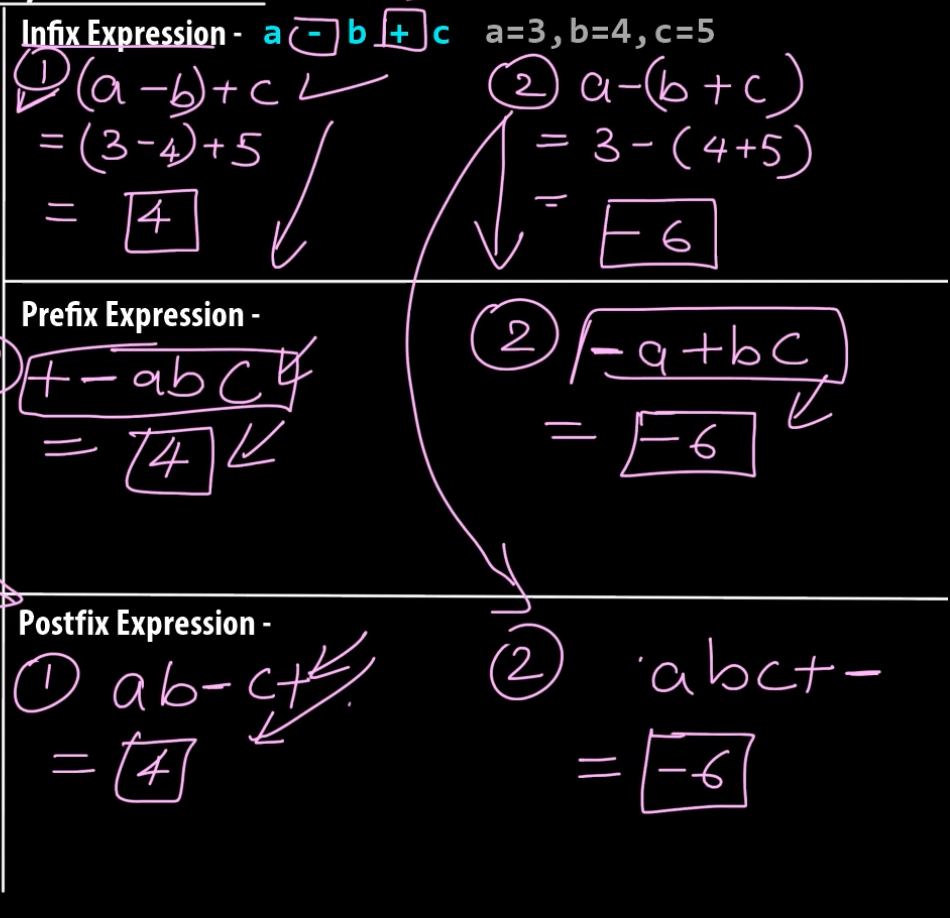 Infix Expression - a - b + c a=3, b=4, c=5
① (a-b)+c ② a-(b+c)
= (3-4)+5 = 3-(4+5)
= 4 = -6
Prefix Expression -
+-abc ② -a+bc
= 4 = -6
Postfix Expression -
① ab-c+ ② abc+-
= 4 = -6